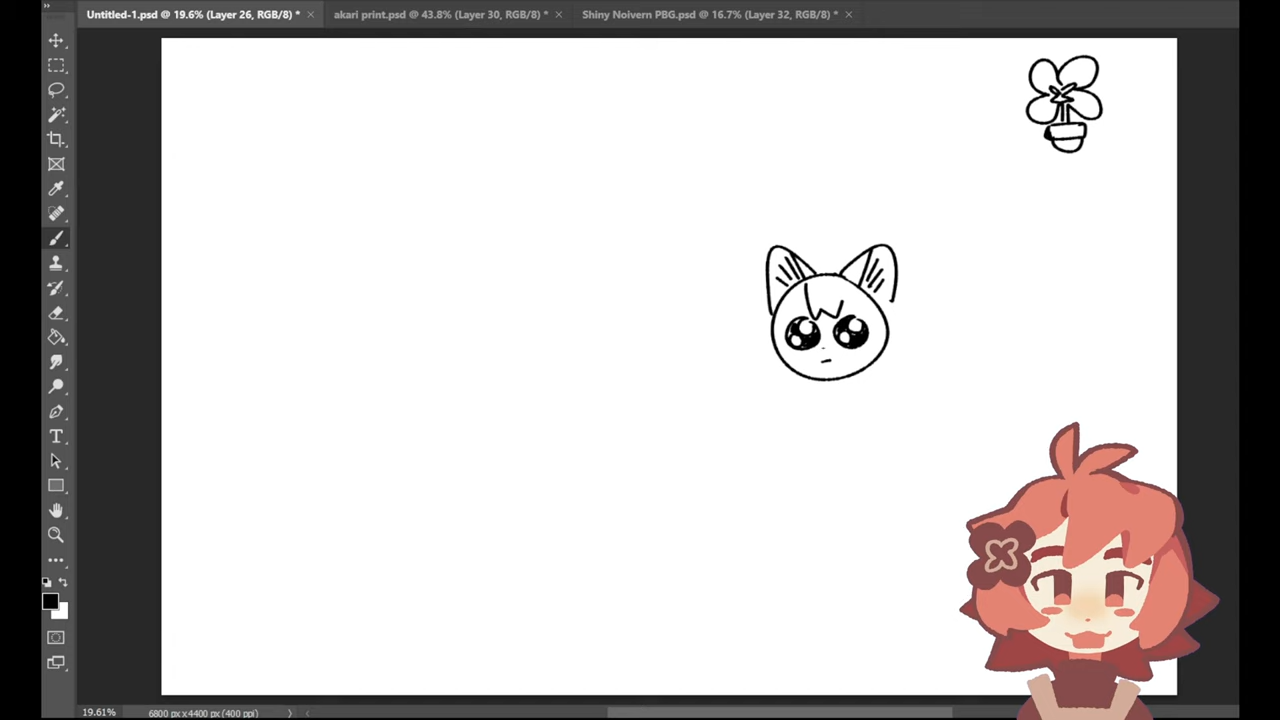 Untitled-1.psd @ 19.6% (Layer 26, RGB/8) *
akari print.psd @ 43.8% (Layer 30, RGB/8) *
Shiny Noivern PBG.psd @ 16.7% (Layer 32, RGB/8) *
19.61%
6800 px x 4400 px (400 ppi)